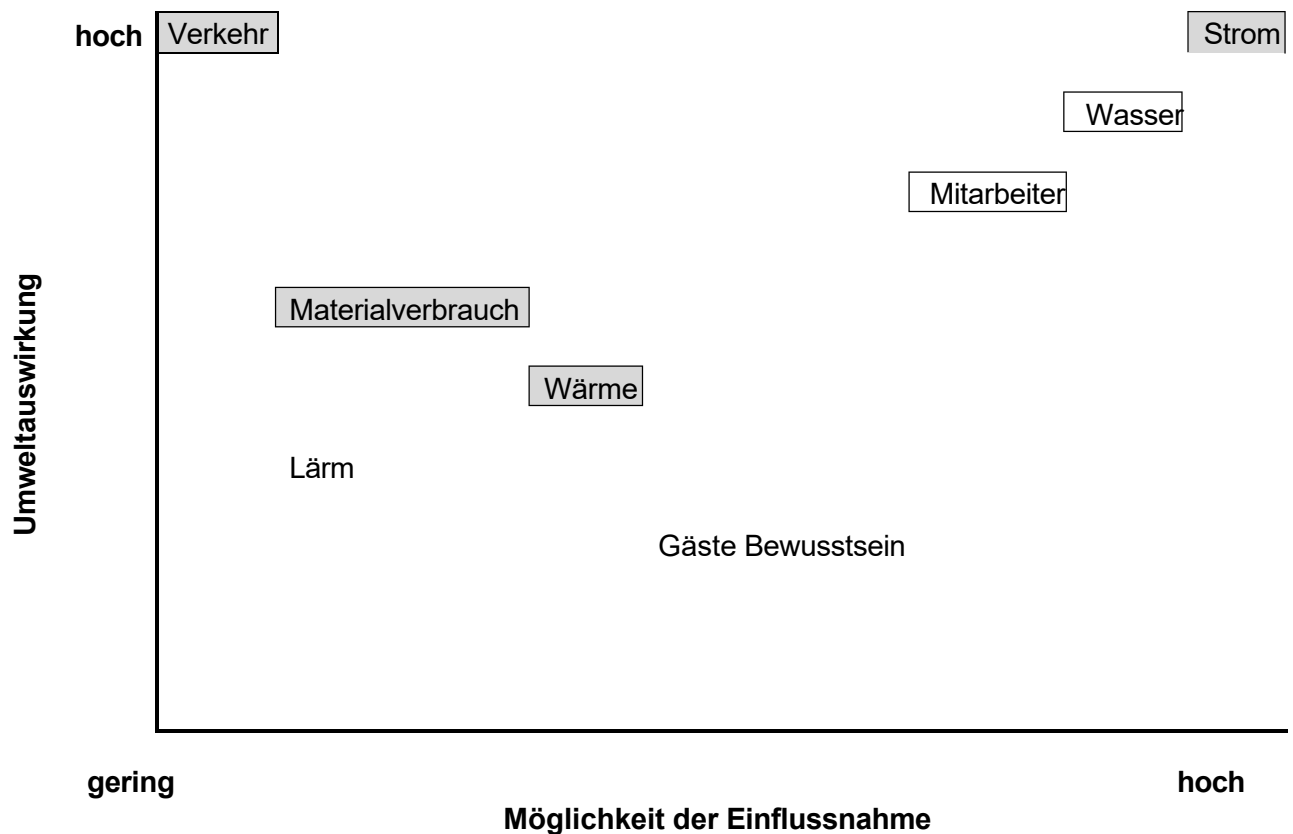 hoch Verkehr Strom
Wasser
Mitarbeiter
Umweltauswirkung
Materialverbrauch
Wärme
Lärm
Gäste Bewusstsein
gering hoch
Möglichkeit der Einflussnahme